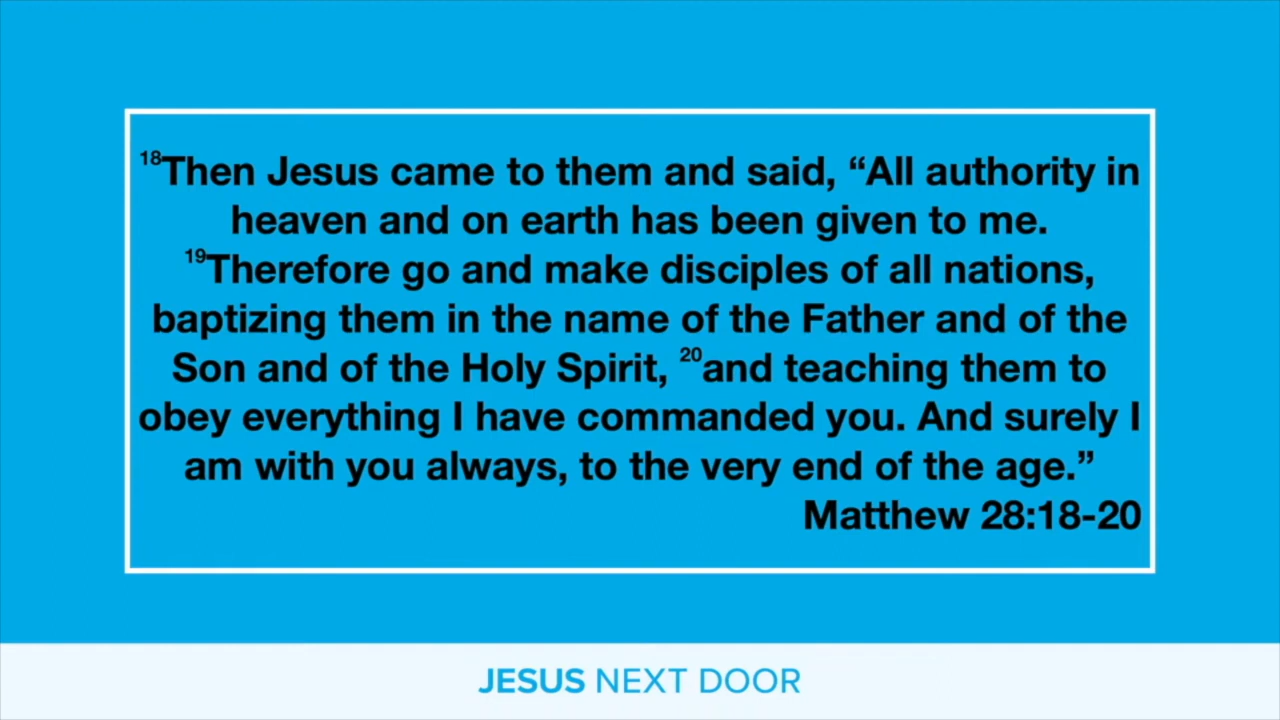 18Then Jesus came to them and said, “All authority in
heaven and on earth has been given to me.
19Therefore go and make disciples of all nations,
baptizing them in the name of the Father and of the
Son and of the Holy Spirit, 20and teaching them to
obey everything I have commanded you. And surely I
am with you always, to the very end of the age.”
Matthew 28:18-20
JESUS NEXT DOOR